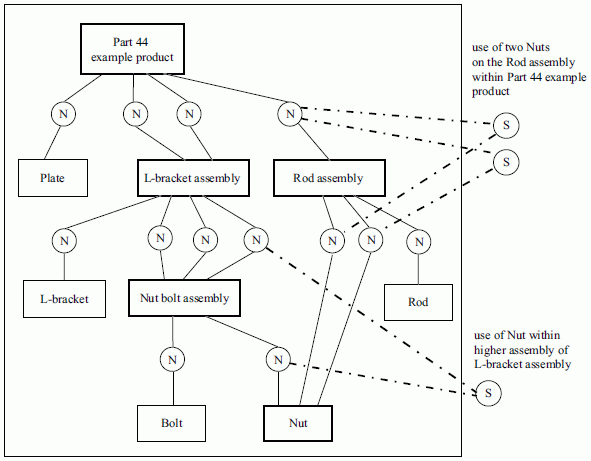 Part 44
example product
use of two Nuts
on the Rod assembly
within Part 44 example
product
N
N
N
N
S
S
Plate
L-bracket assembly
Rod assembly
N
N
N
N
N
N
N
L-bracket
Nut bolt assembly
Rod
use of Nut within
higher assembly of
L-bracket assembly
N
N
S
Bolt
Nut